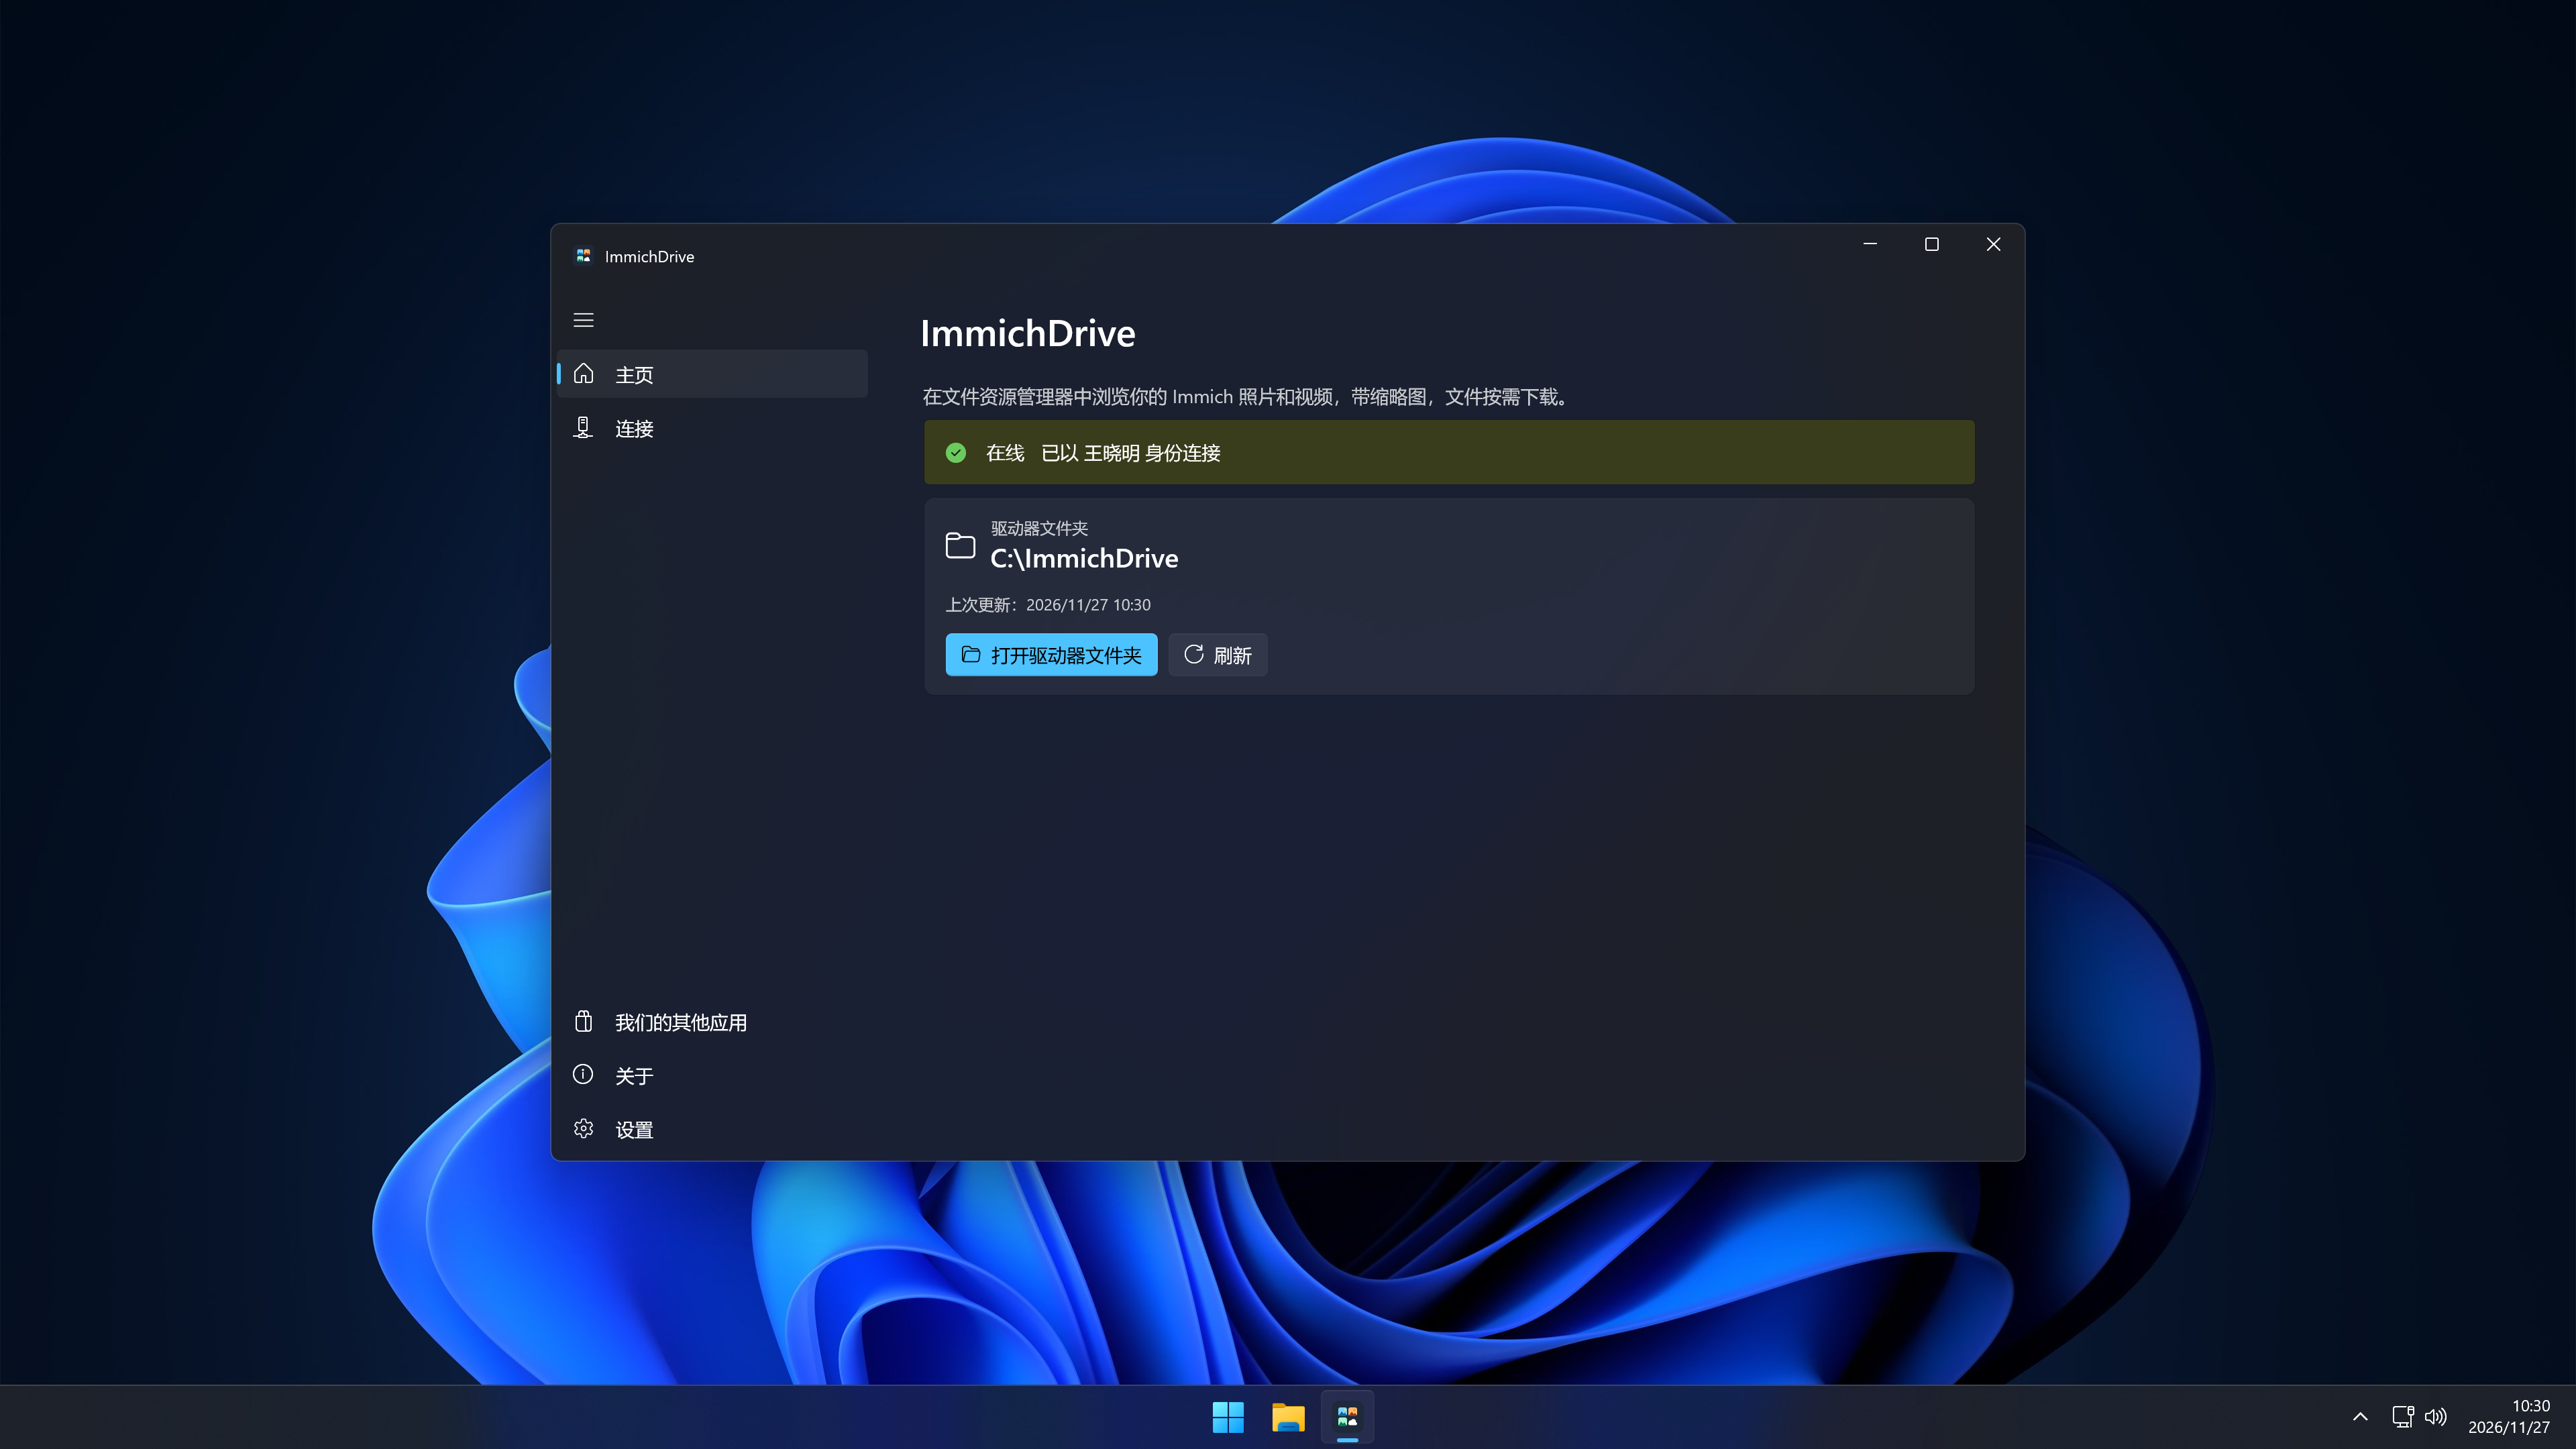 ImmichDrive
主页
连接
ImmichDrive
在文件资源管理器中浏览你的 Immich 照片和视频，带缩略图，文件按需下载。
在线 已以 王晓明 身份连接
驱动器文件夹
C:\ImmichDrive
上次更新：2026/11/27 10:30
打开驱动器文件夹
刷新
我们的其他应用
关于
设置
10:30
2026/11/27